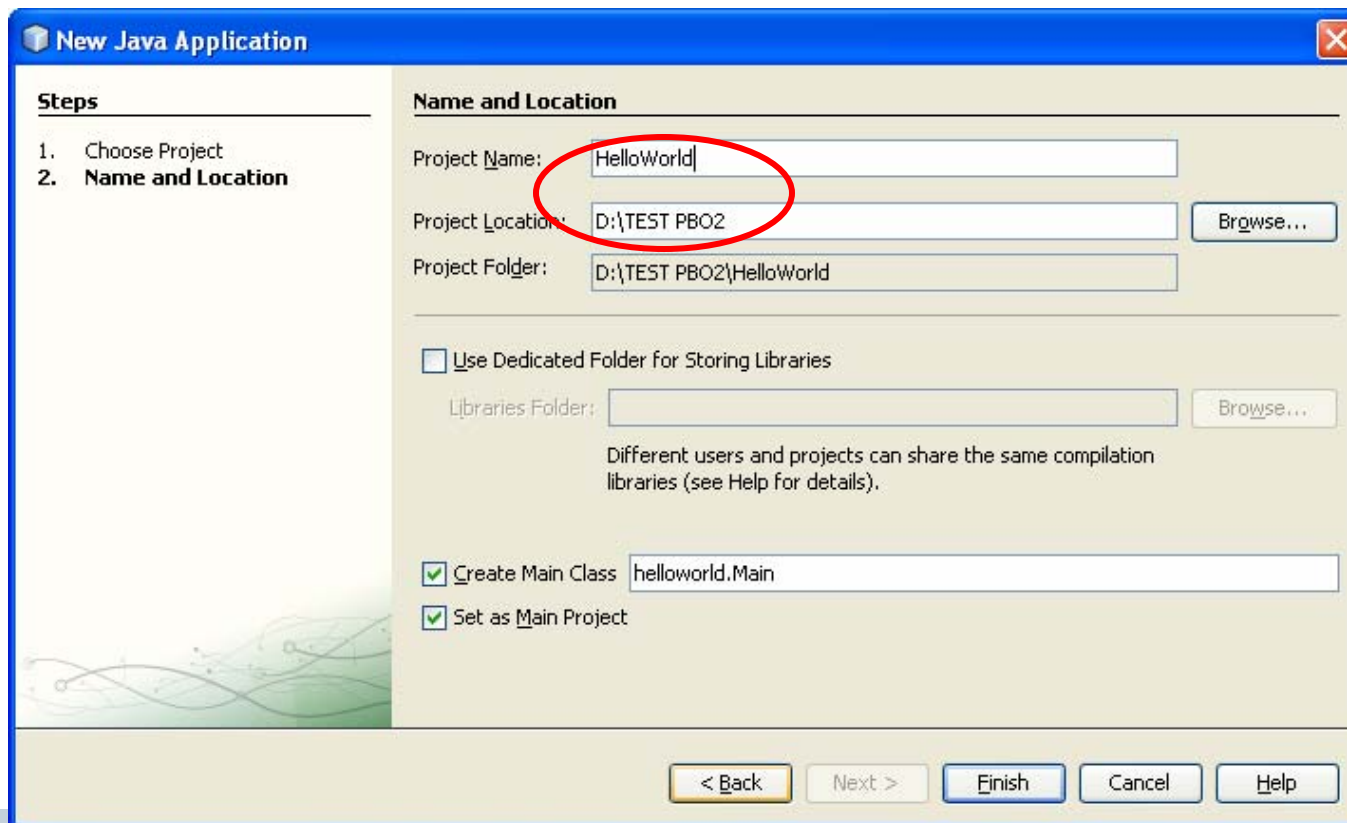 New Java Application
Steps
1. Choose Project
2. Name and Location
Name and Location
Project Name: HelloWorld
Project Location: D:\TEST PBO2 Browse...
Project Folder: D:\TEST PBO2\HelloWorld
Use Dedicated Folder for Storing Libraries
Libraries Folder: Browse...
Different users and projects can share the same compilation
libraries (see Help for details).
Create Main Class helloworld.Main
Set as Main Project
< Back Next > Finish Cancel Help